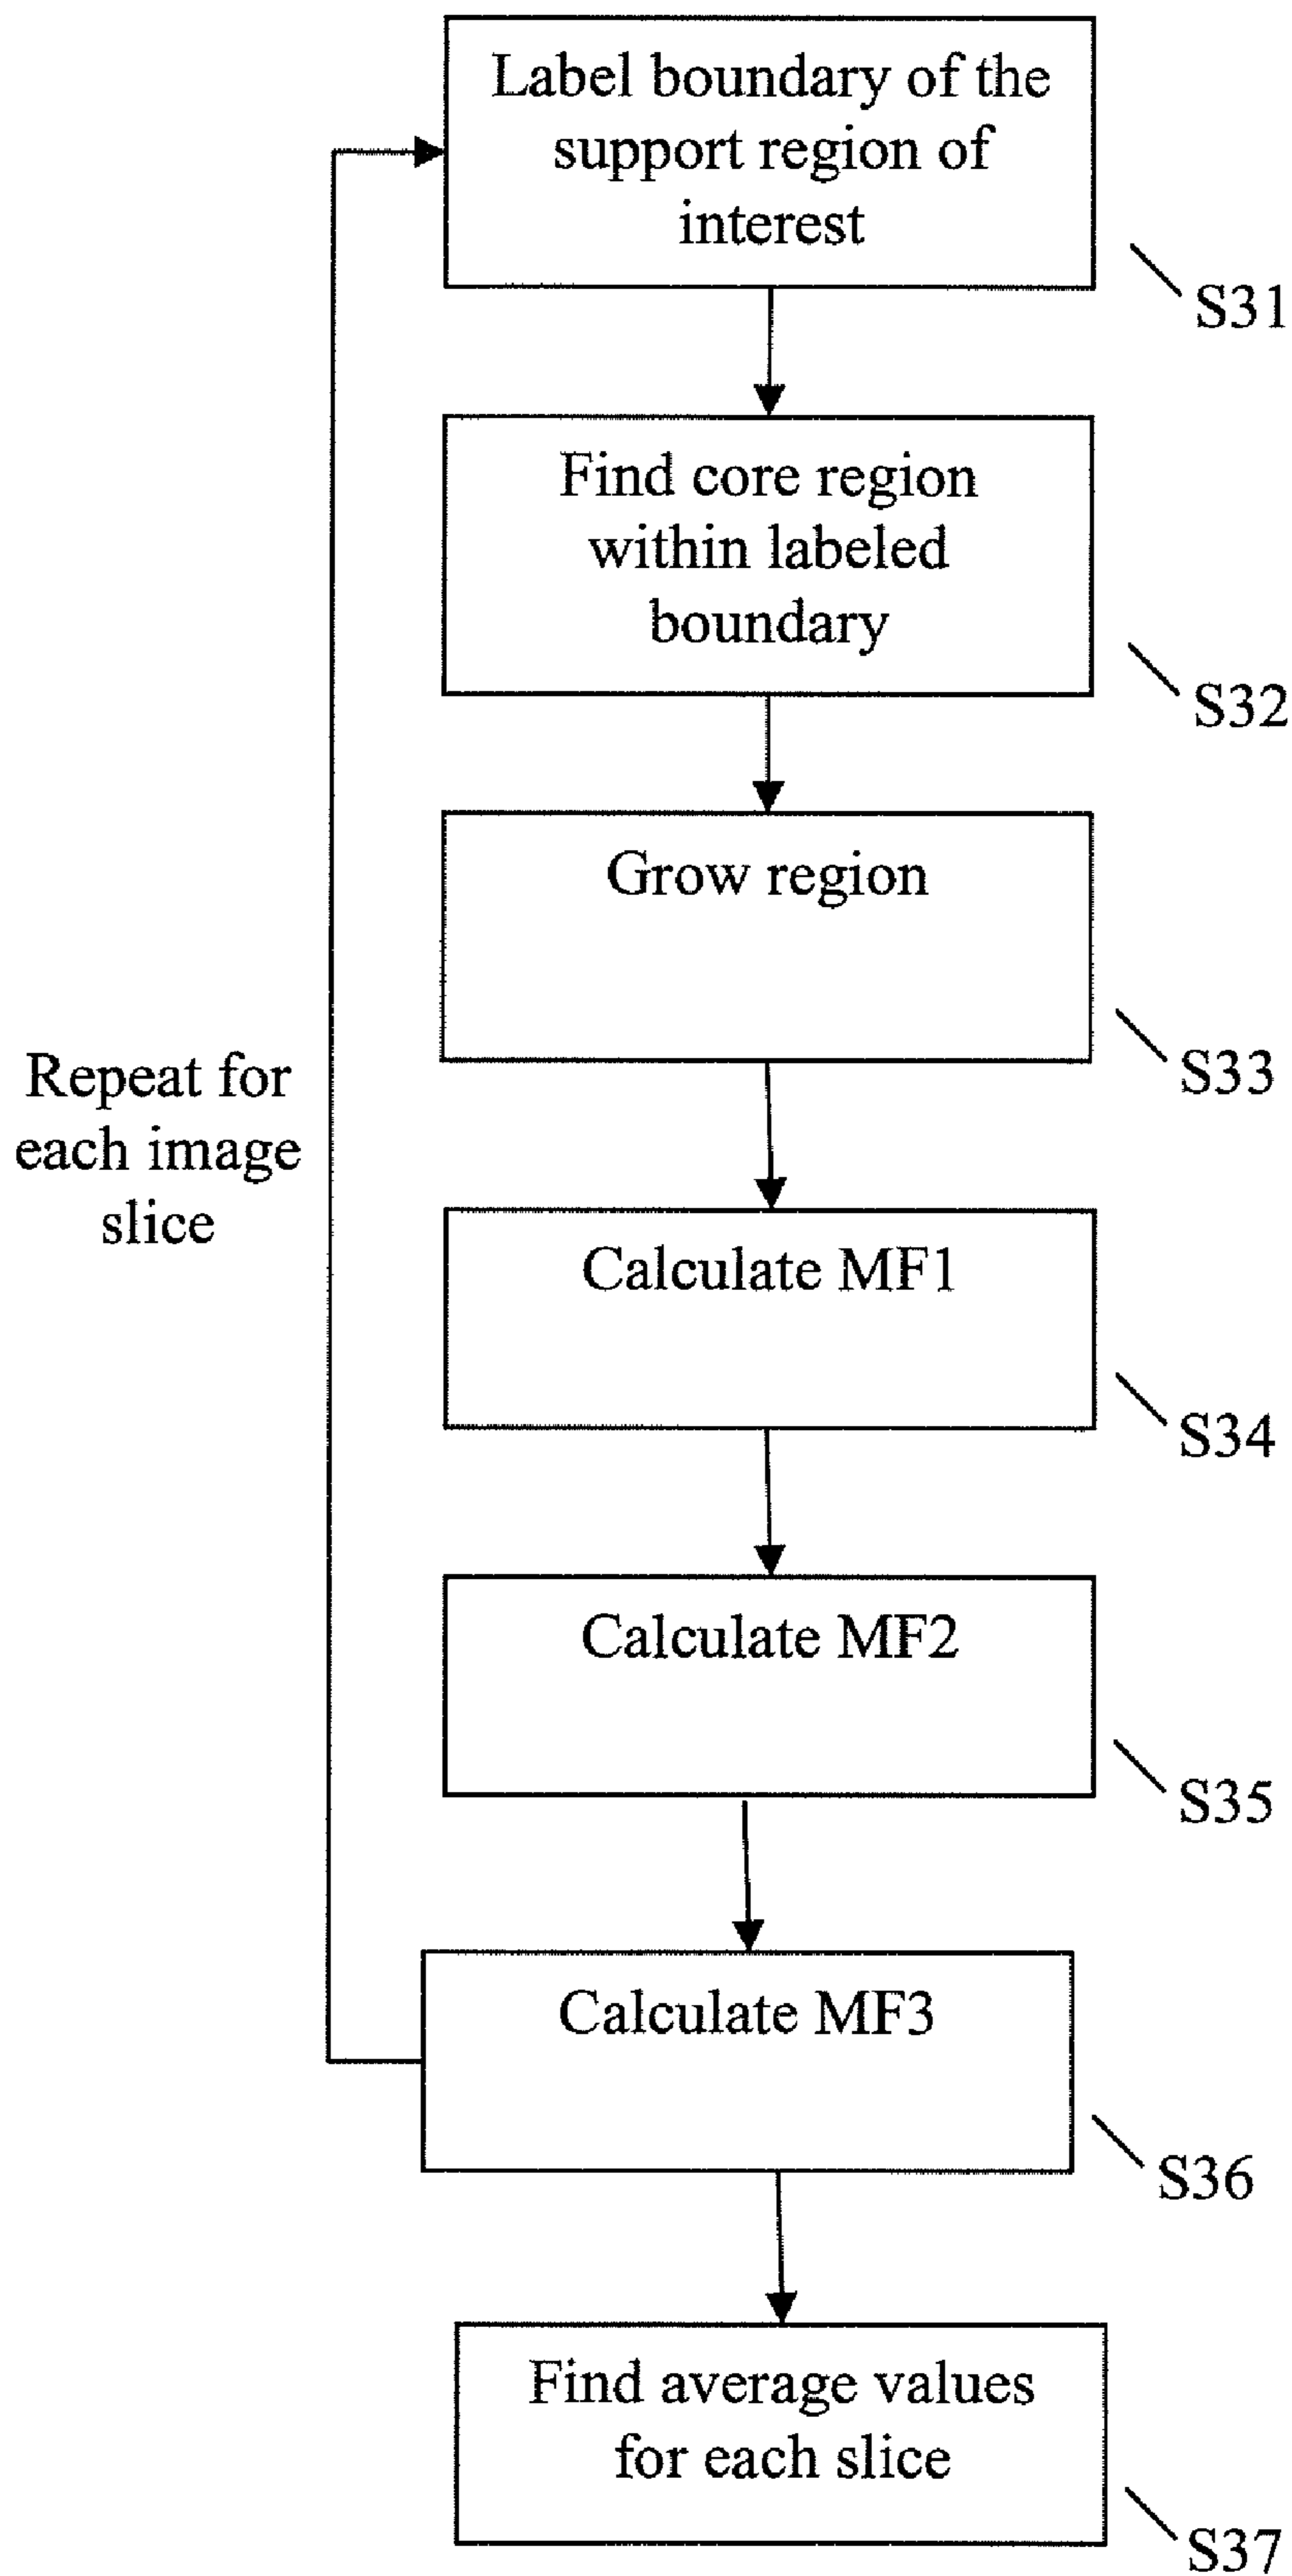 Label boundary of the
support region of
interest
S31
Find core region
within labeled
boundary
S32
Grow region
S33
Repeat for
each image
slice
Calculate MF1
S34
Calculate MF2
S35
Calculate MF3
S36
Find average values
for each slice
S37